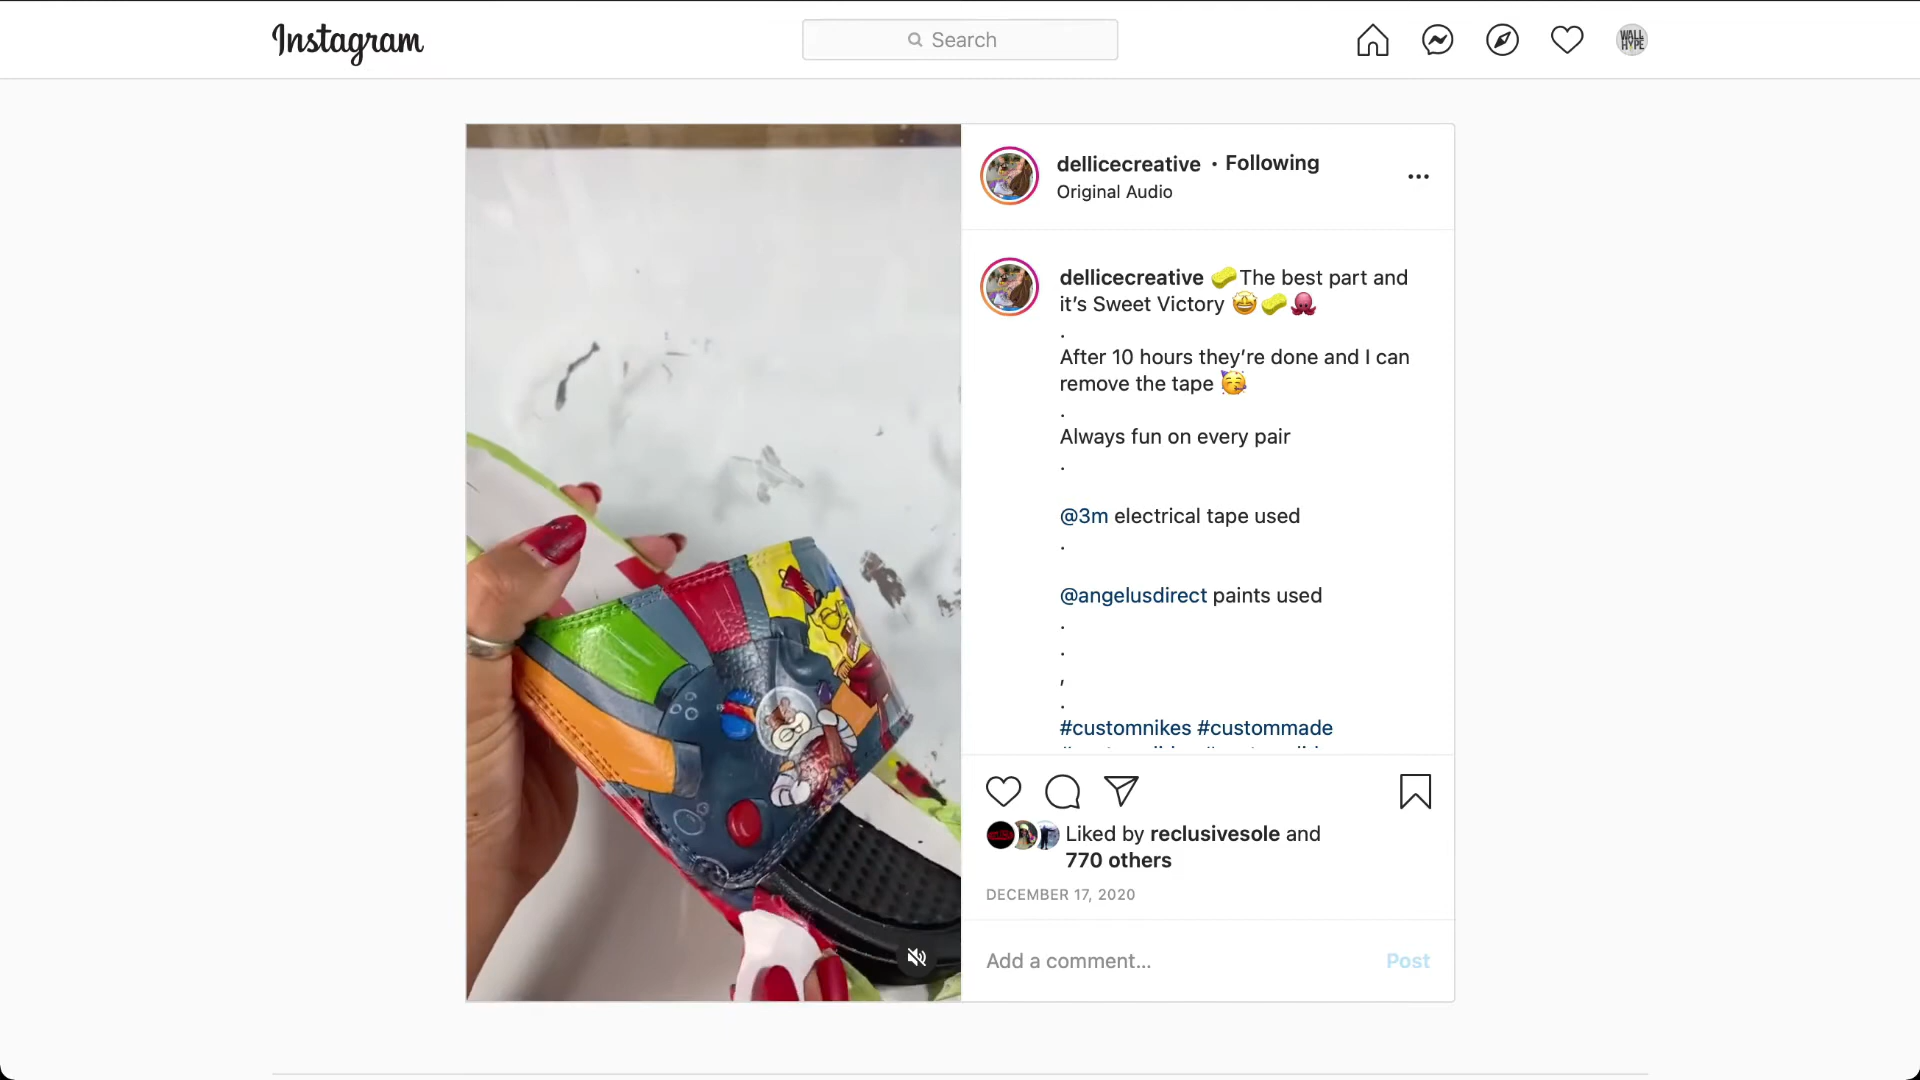 Instagram
Search
WALL
HYPE
dellicecreative • Following
Original Audio
dellicecreative 🧽The best part and
it's Sweet Victory 🤩🧽🐙
.
After 10 hours they're done and I can
remove the tape 🥳
.
Always fun on every pair
.
@3m electrical tape used
.
@angelusdirect paints used
.
.
,
.
#customnikes #custommade
Liked by reclusivesole and
770 others
DECEMBER 17, 2020
Add a comment...
Post